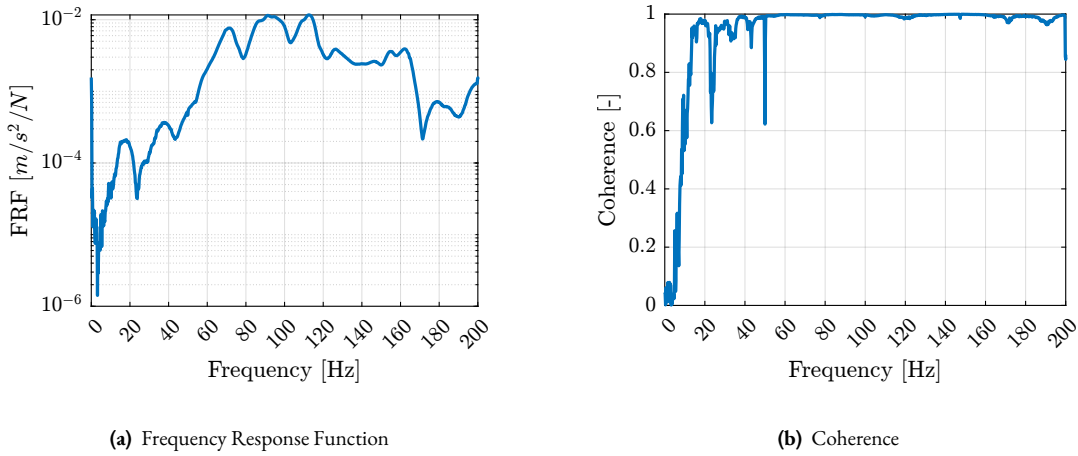 10⁻²
10⁻⁴
10⁻⁶
FRF [m/s²/N]
0 20 40 60 80 100 120 140 160 180 200
Frequency [Hz]
(a) Frequency Response Function
1
0.8
0.6
0.4
0.2
0
Coherence [-]
0 20 40 60 80 100 120 140 160 180 200
Frequency [Hz]
(b) Coherence